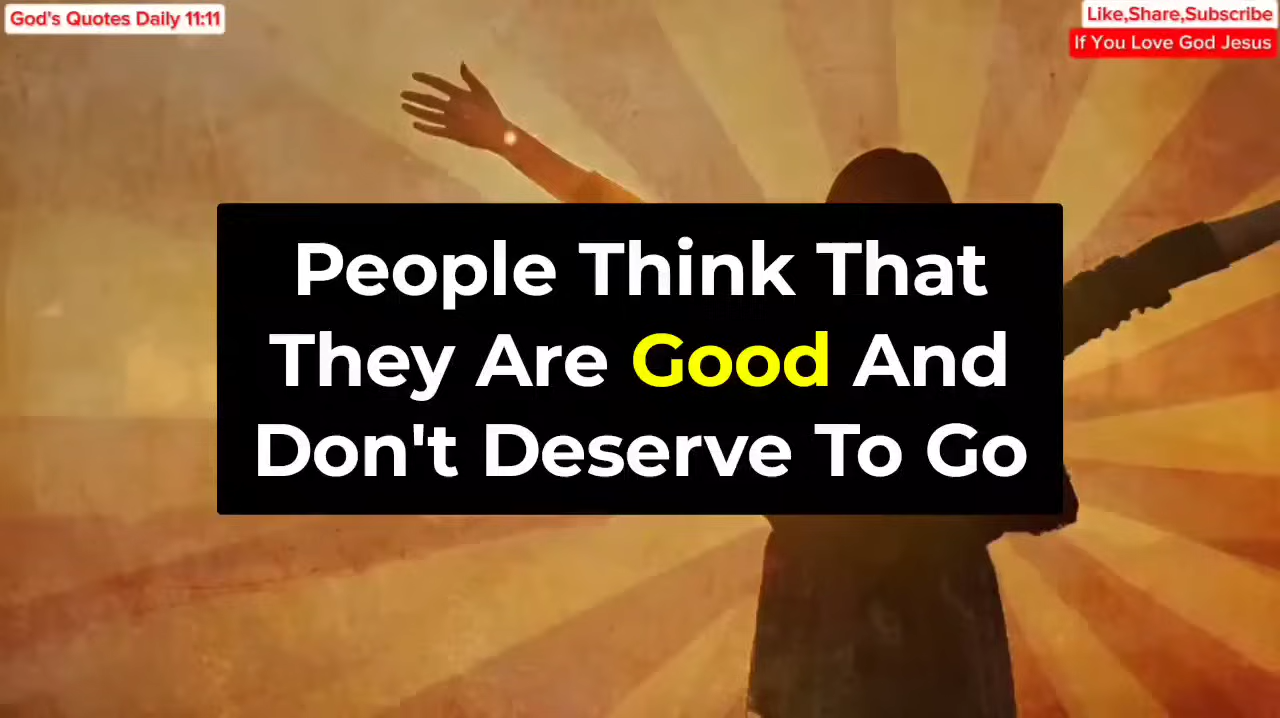 God's Quotes Daily 11:11
Like,Share,Subscribe
If You Love God Jesus
People Think That
They Are Good And
Don't Deserve To Go